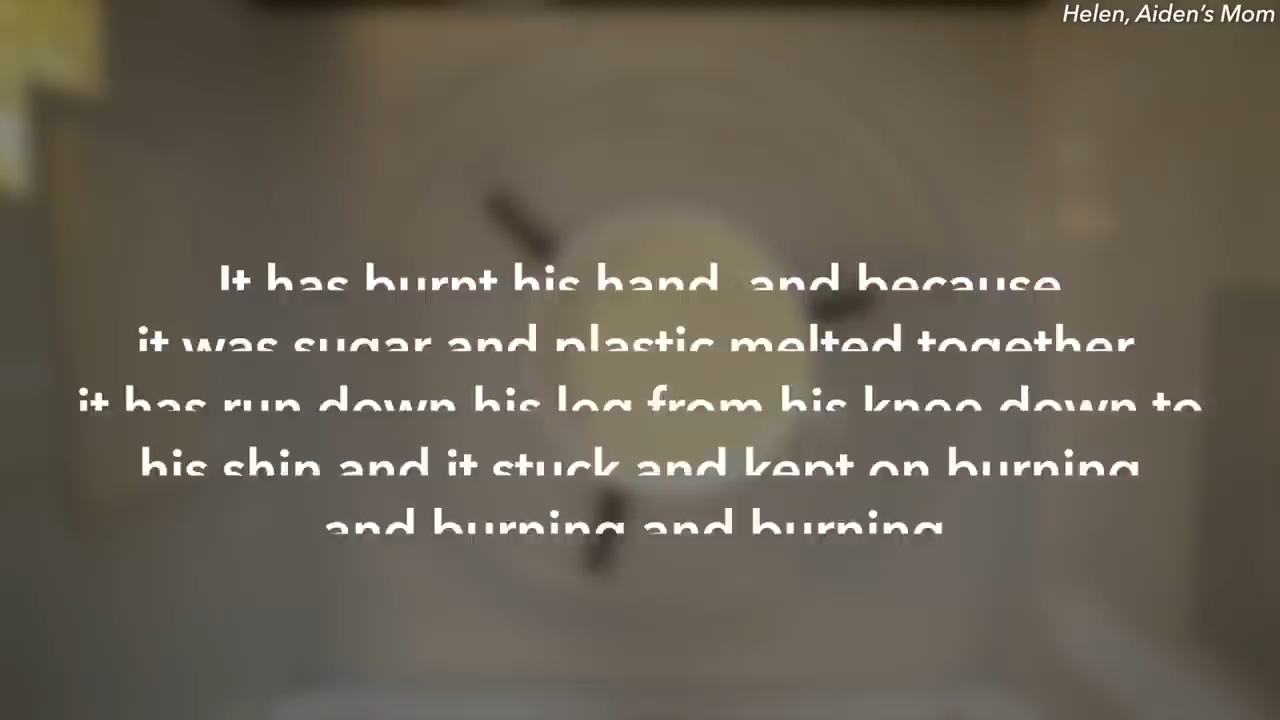 Helen, Aiden's Mom
It has burnt his hand, and because
it was sugar and plastic melted together
it has run down his leg from his knee down to
his shin and it stuck and kept on burning
and burning and burning